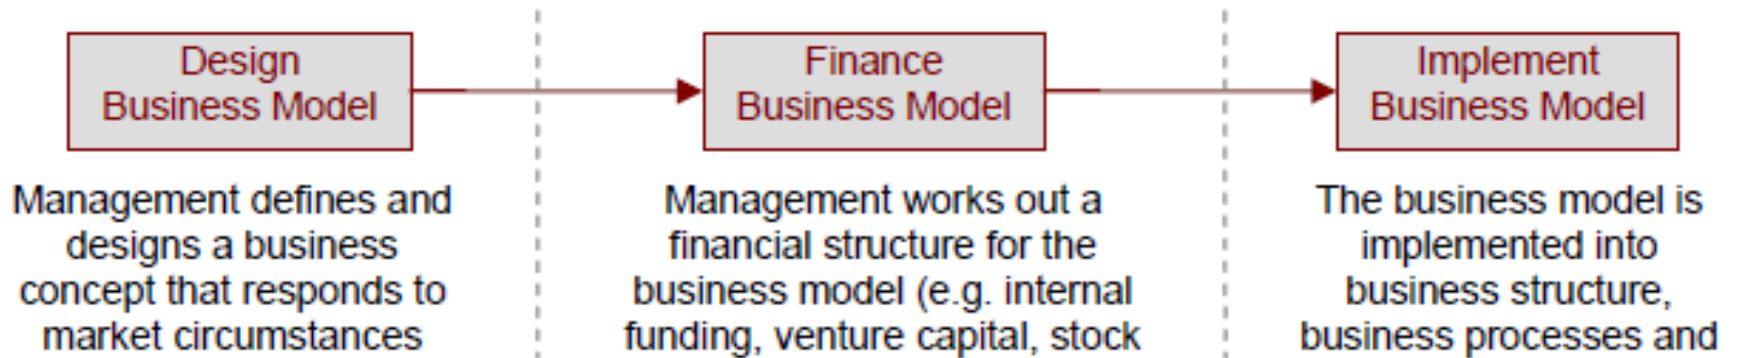 Design
Business Model
Finance
Business Model
Implement
Business Model
Management defines and
designs a business
concept that responds to
market circumstances
Management works out a
financial structure for the
business model (e.g. internal
funding, venture capital, stock
The business model is
implemented into
business structure,
business processes and